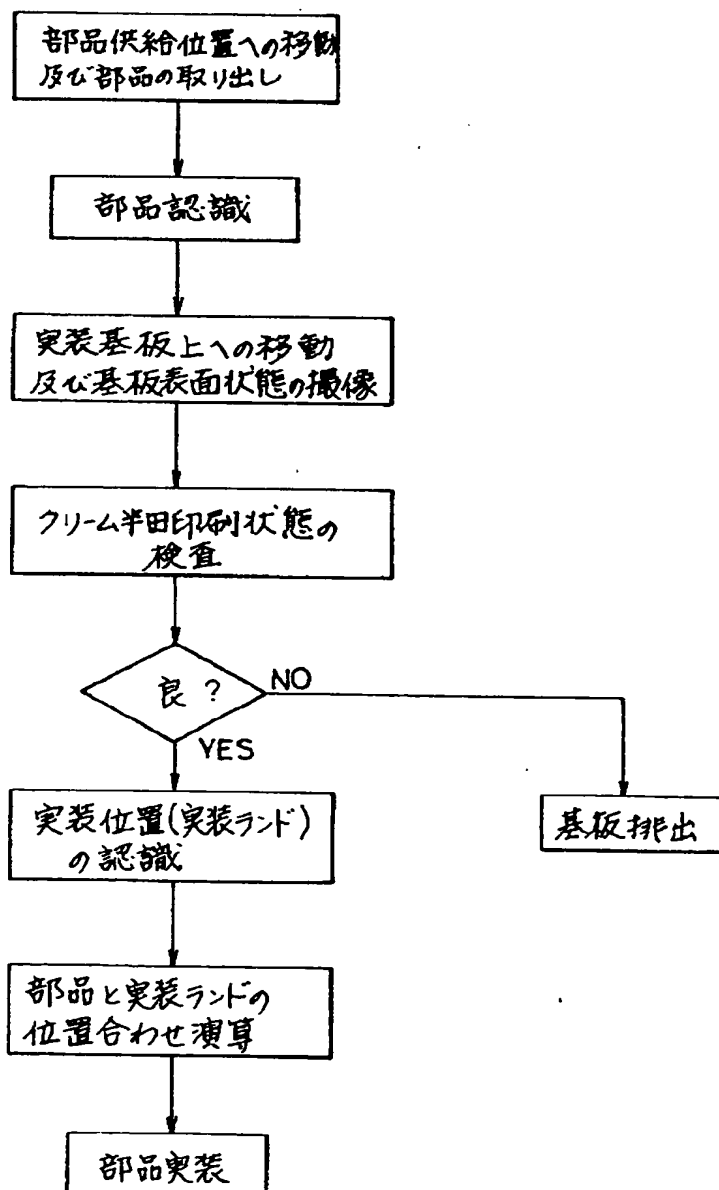 部品供給位置への移動
及び部品の取り出し
部品認識
実装基板上への移動
及び基板表面状態の撮像
クリーム半田印刷状態の
検査
良?
NO
YES
実装位置(実装ランド)
の認識
基板排出
部品と実装ランドの
位置合わせ演算
部品実装